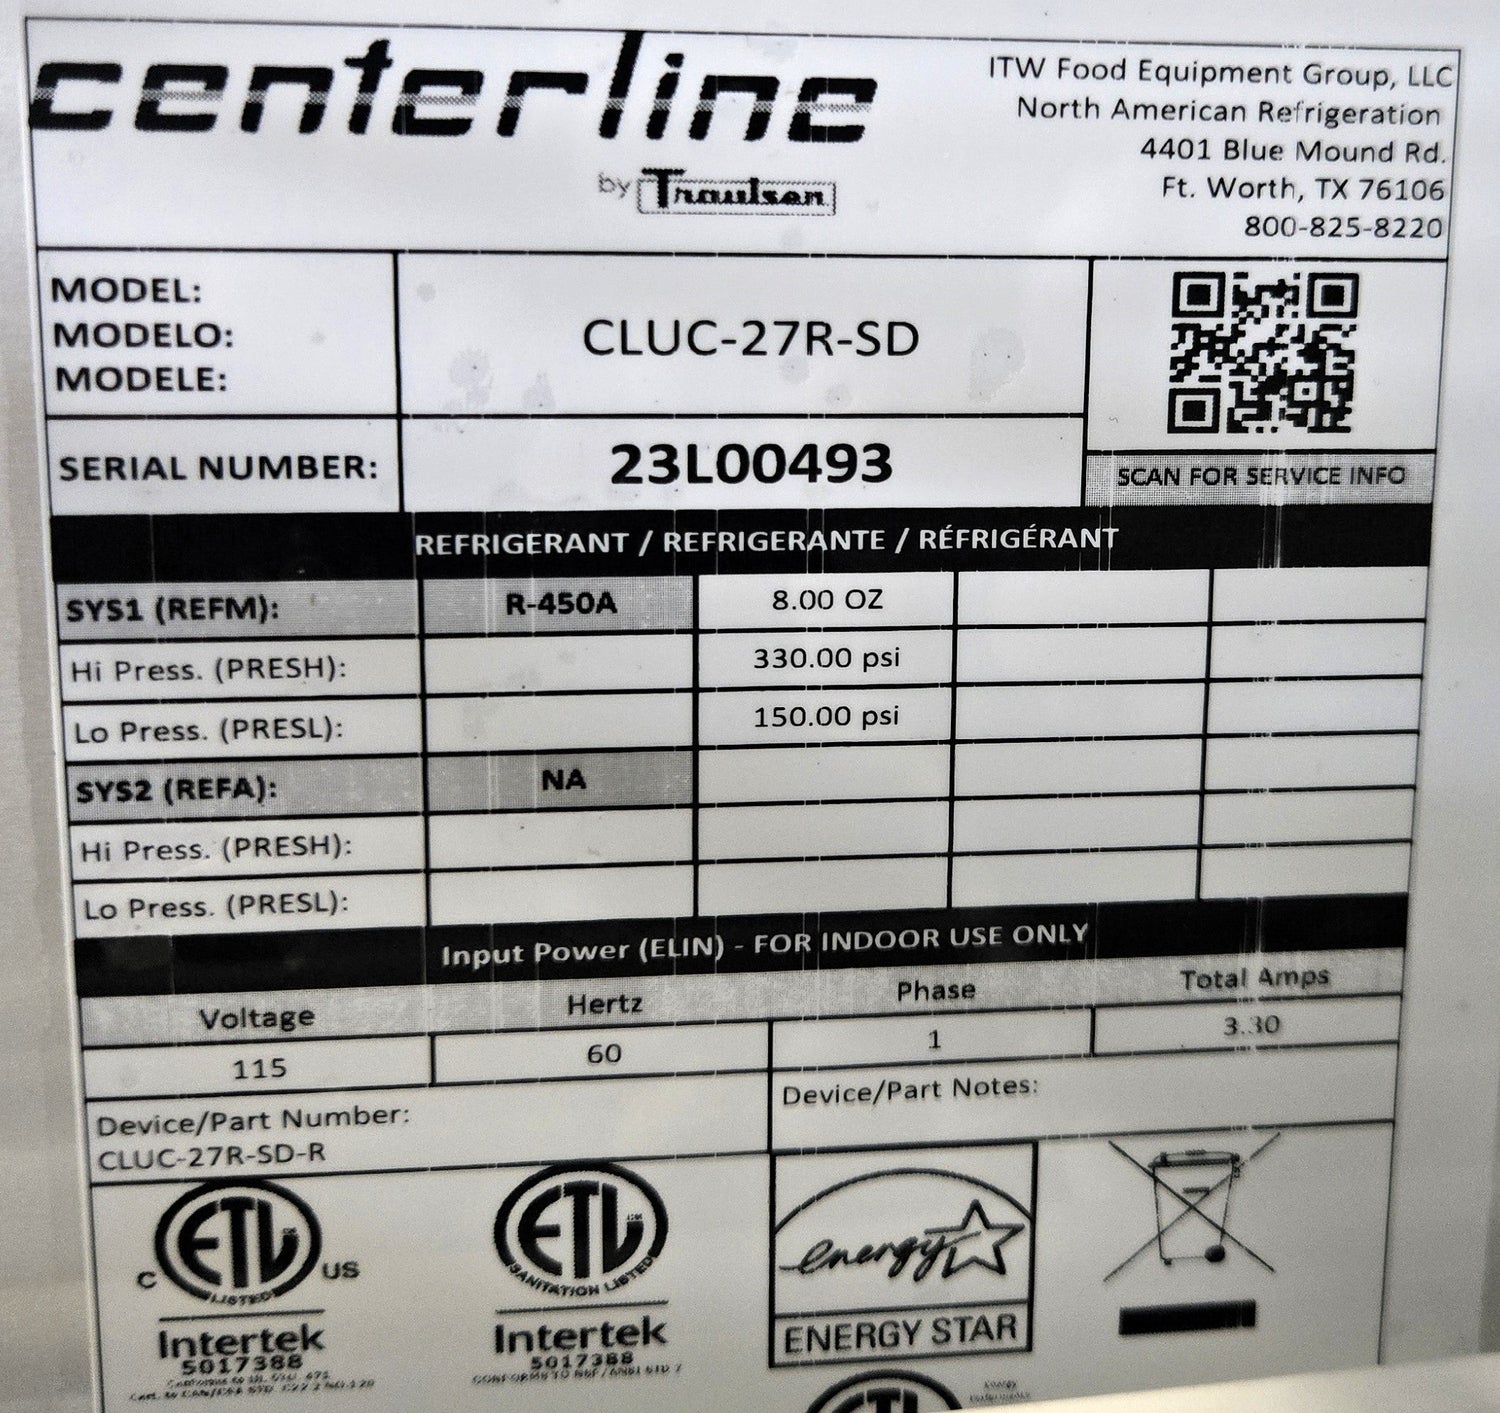 centerline
by Traulsen
ITW Food Equipment Group, LLC
North American Refrigeration
4401 Blue Mound Rd.
Ft. Worth, TX 76106
800-825-8220
MODEL:
MODELO:
MODELE:
CLUC-27R-SD
SERIAL NUMBER:
23L00493
SCAN FOR SERVICE INFO
REFRIGERANT / REFRIGERANTE / RÉFRIGÉRANT
SYS1 (REFM): R-450A 8.00 OZ
Hi Press. (PRESH): 330.00 psi
Lo Press. (PRESL): 150.00 psi
SYS2 (REFA): NA
Hi Press. (PRESH):
Lo Press. (PRESL):
Input Power (ELIN) - FOR INDOOR USE ONLY
Voltage Hertz Phase Total Amps
115 60 1 3.30
Device/Part Number:
CLUC-27R-SD-R
Device/Part Notes:
C ETL US
LISTED
Intertek
5017388
ETL
SANITATION LISTED
Intertek
5017388
energy
ENERGY STAR
ETL